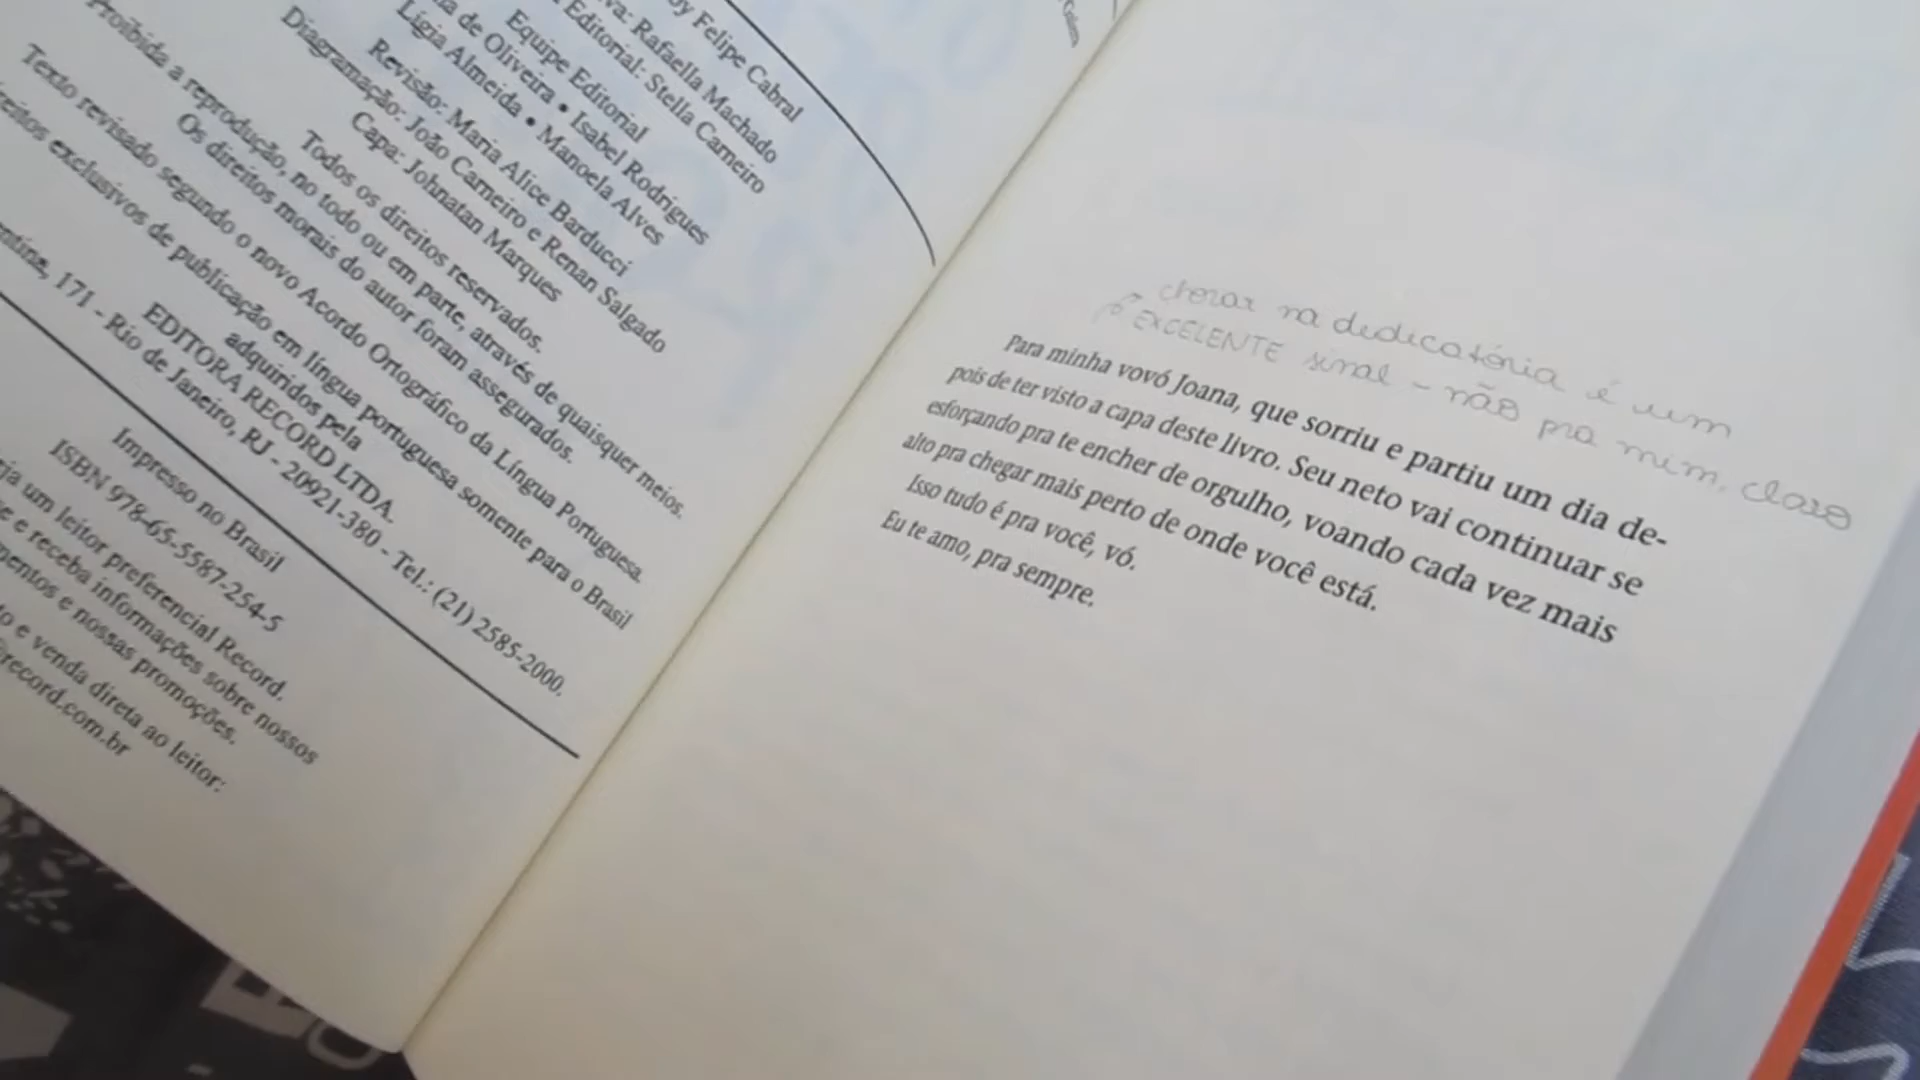 by Felipe Cabral
Rafaella Machado
Editorial: Stella Carneiro
Equipe Editorial
de Oliveira • Isabel Rodrigues
Lígia Almeida • Manoela Alves
Revisão: Maria Alice Barducci
Diagramação: João Carneiro e Renan Salgado
Capa: Johnatan Marques
Todos os direitos reservados.
Proibida a reprodução, no todo ou em parte, através de quaisquer meios.
Os direitos morais do autor foram assegurados.
Texto revisado segundo o novo Acordo Ortográfico da Língua Portuguesa.
exclusivos de publicação em língua portuguesa somente para o Brasil
adquiridos pela
EDITORA RECORD LTDA.
171 - Rio de Janeiro, RJ - 20921-380 - Tel.: (21) 2585-2000.
Impresso no Brasil
ISBN 978-65-5587-254-5
um leitor preferencial Record.
e receba informações sobre nossos
e nossas promoções.
e venda direta ao leitor:
record.com.br
chorar na dedicatória é um
EXCELENTE sinal - não pra mim, claro
Para minha vovó Joana, que sorriu e partiu um dia de-
pois de ter visto a capa deste livro. Seu neto vai continuar se
esforçando pra te encher de orgulho, voando cada vez mais
alto pra chegar mais perto de onde você está.
Isso tudo é pra você, vó.
Eu te amo, pra sempre.